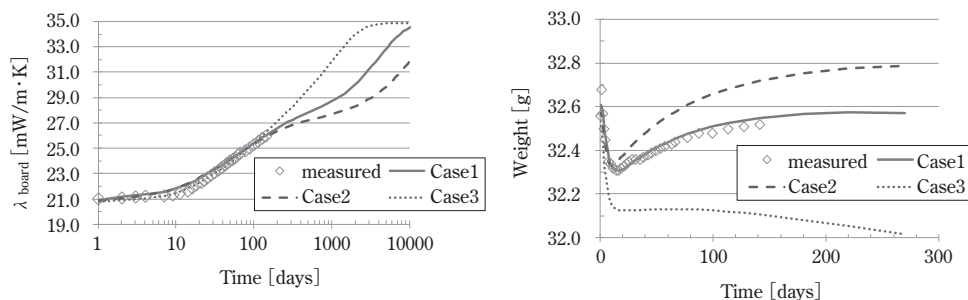 λ board [mW/m・K]
35.0
33.0
31.0
29.0
27.0
25.0
23.0
21.0
19.0
1
10
100
1000
10000
Time [days]
measured
Case1
Case2
Case3
Weight [g]
33.0
32.8
32.6
32.4
32.2
32.0
0
100
200
300
Time [days]
measured
Case1
Case2
Case3